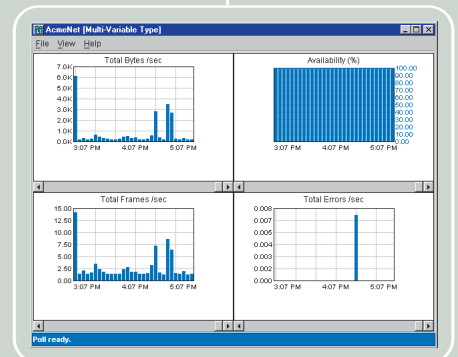 AcmeNet [Multi-Variable Type]
File View Help
Total Bytes /sec
7.0K
6.0K
5.0K
4.0K
3.0K
2.0K
1.0K
0.0K
3:07 PM 4:07 PM 5:07 PM
Availability (%)
100.00
90.00
80.00
70.00
60.00
50.00
40.00
30.00
20.00
10.00
0.00
3:07 PM 4:07 PM 5:07 PM
Total Frames /sec
15.00
12.50
10.00
7.50
5.00
2.50
0.00
3:07 PM 4:07 PM 5:07 PM
Total Errors /sec
0.008
0.007
0.005
0.004
0.003
0.002
0.000
3:07 PM 4:07 PM 5:07 PM
Poll ready.